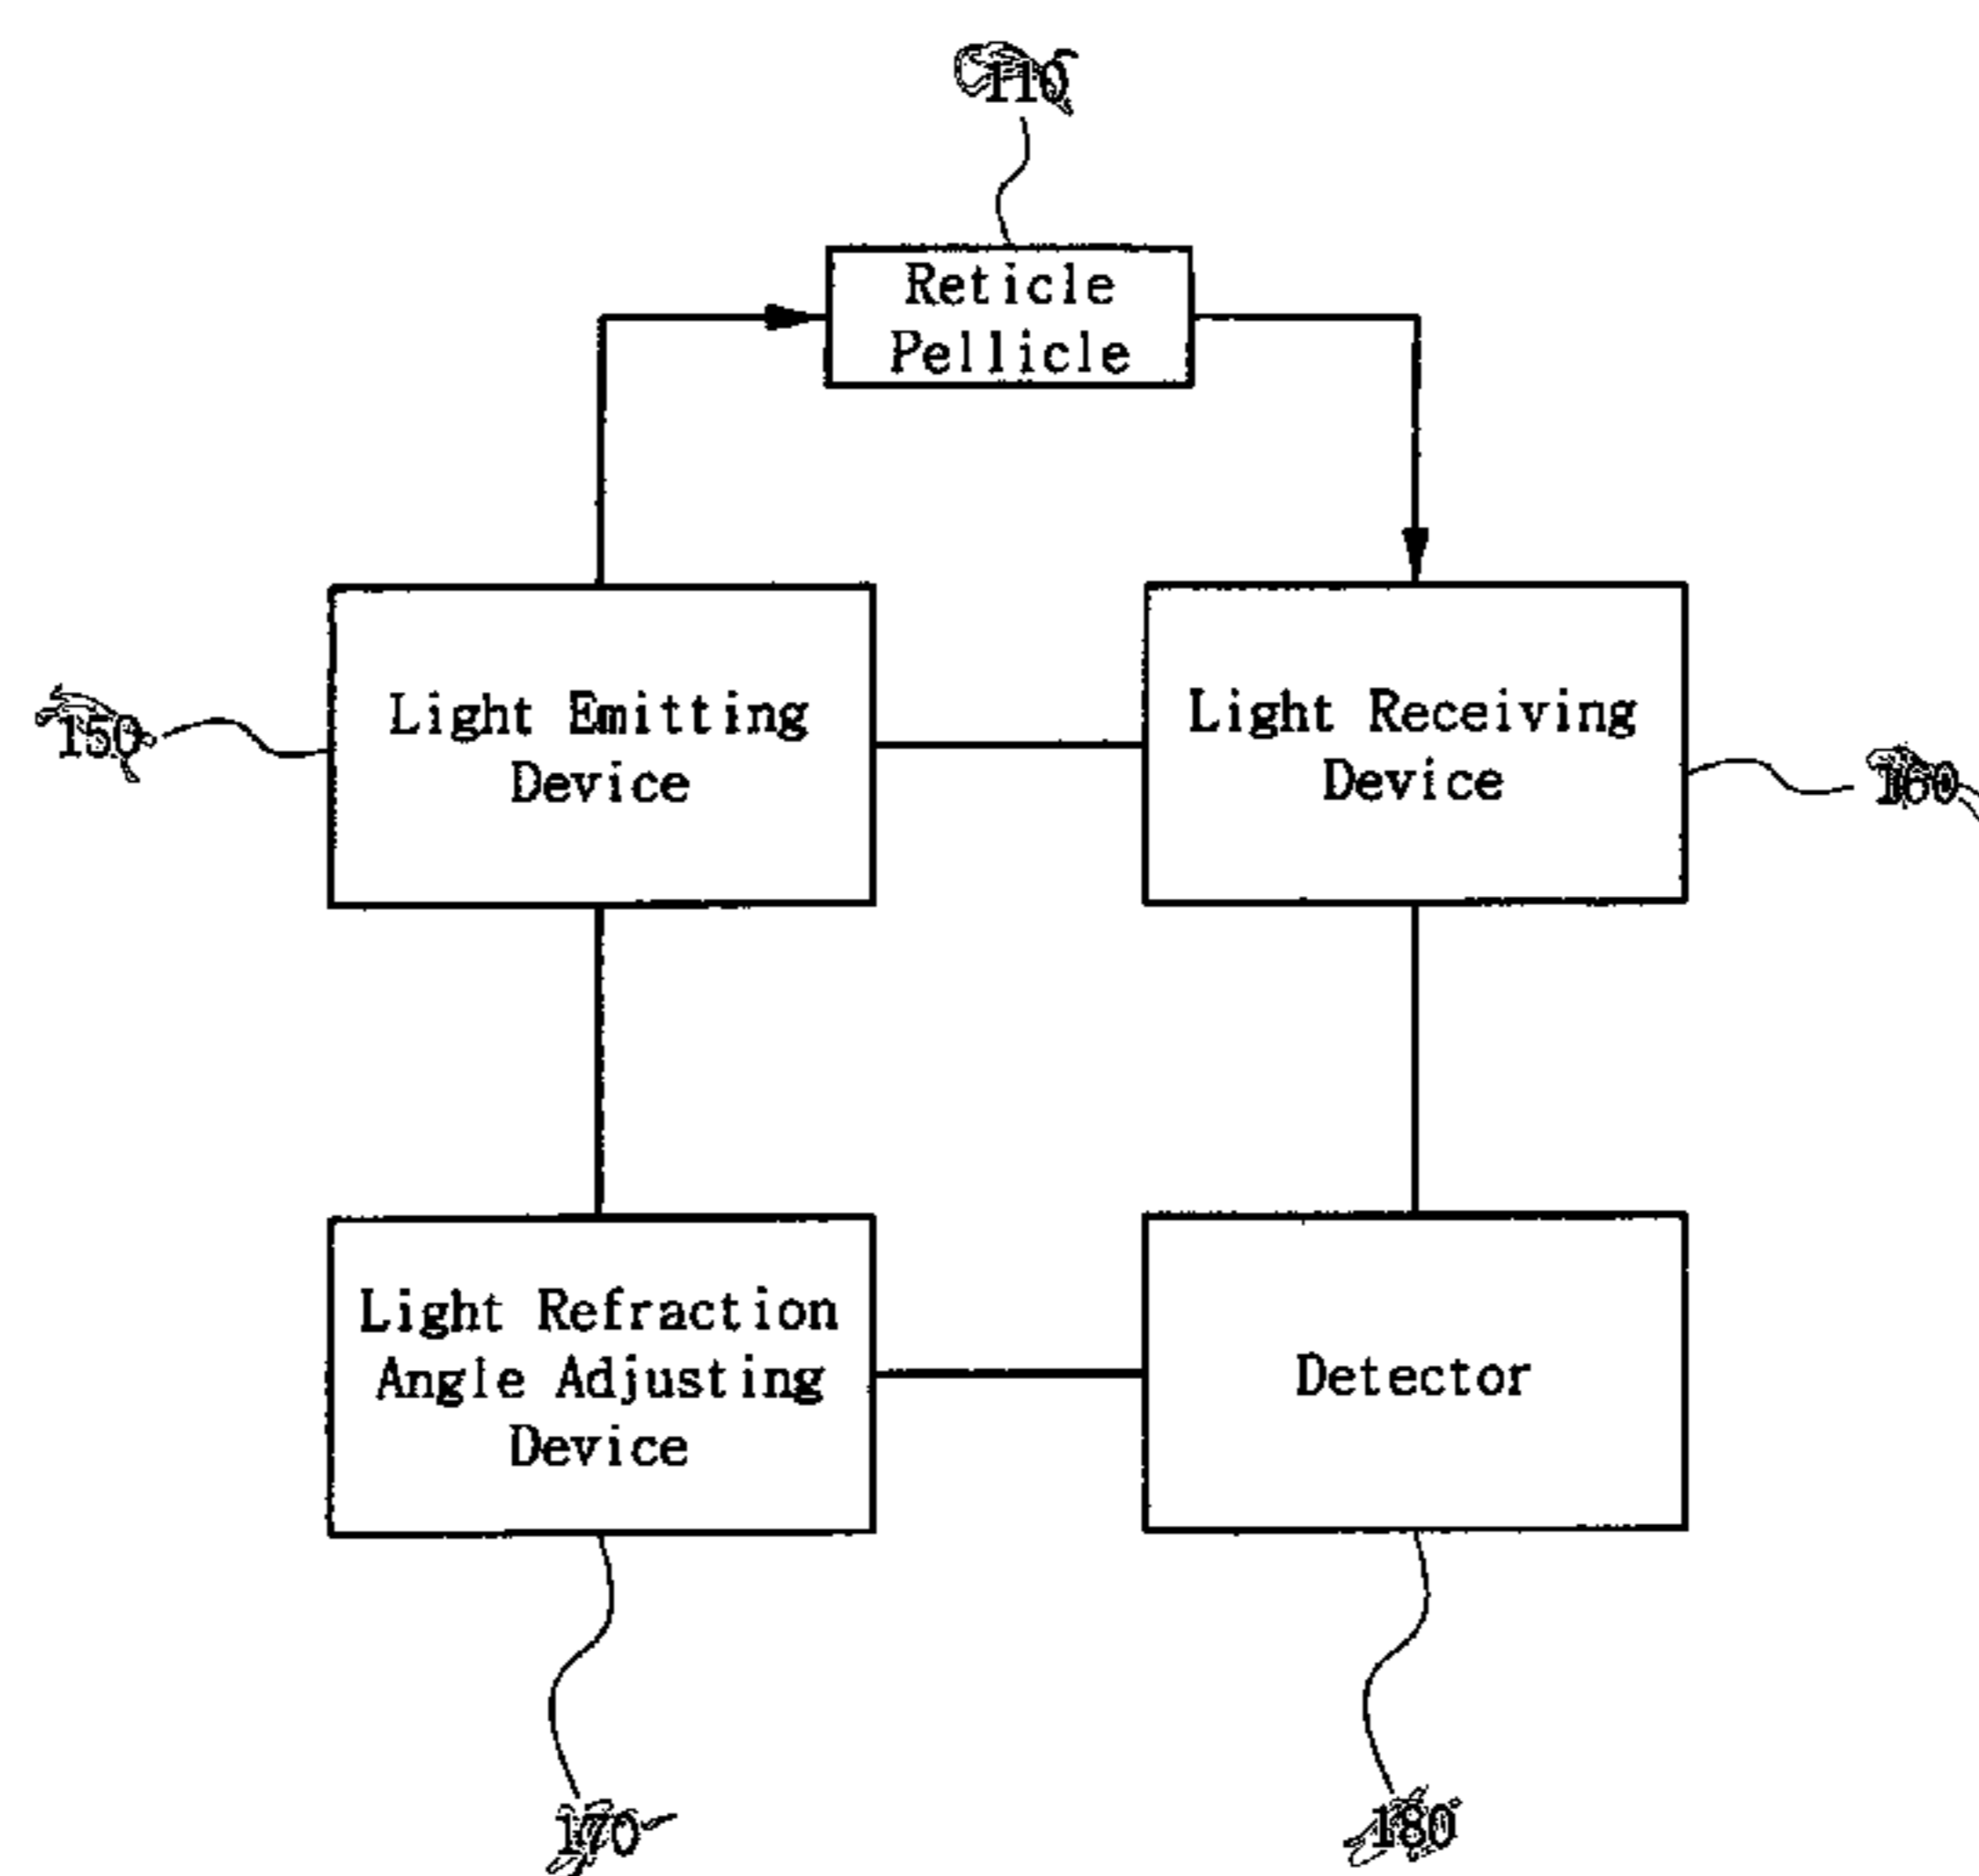 110
Reticle
Pellicle
150
Light Emitting
Device
Light Receiving
Device
160
Light Refraction
Angle Adjusting
Device
Detector
170
180